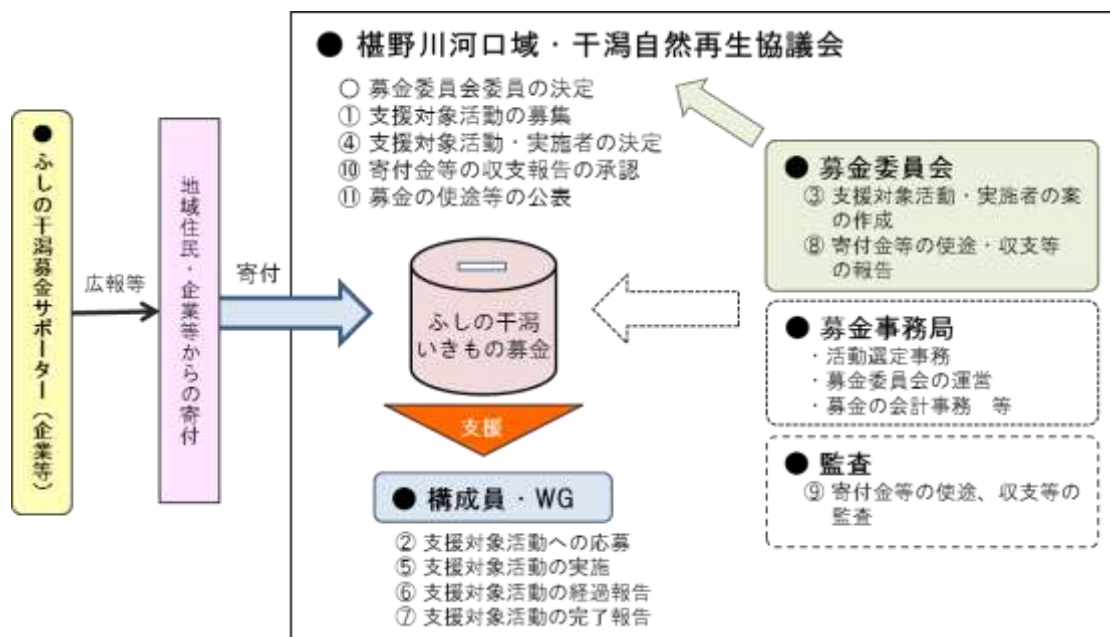 ● ふしの干潟募金サポーター（企業等）
広報等
地域住民・企業等からの寄付
寄付
● 椹野川河口域・干潟自然再生協議会
○ 募金委員会委員の決定
① 支援対象活動の募集
④ 支援対象活動・実施者の決定
⑩ 寄付金等の収支報告の承認
⑪ 募金の使途等の公表
ふしの干潟
いきもの募金
支援
● 構成員・WG
② 支援対象活動への応募
⑤ 支援対象活動の実施
⑥ 支援対象活動の経過報告
⑦ 支援対象活動の完了報告
● 募金委員会
③ 支援対象活動・実施者の案
の作成
⑧ 寄付金等の使途・収支等
の報告
● 募金事務局
・活動選定事務
・募金委員会の運営
・募金の会計事務　等
● 監査
⑨ 寄付金等の使途、収支等の
監査